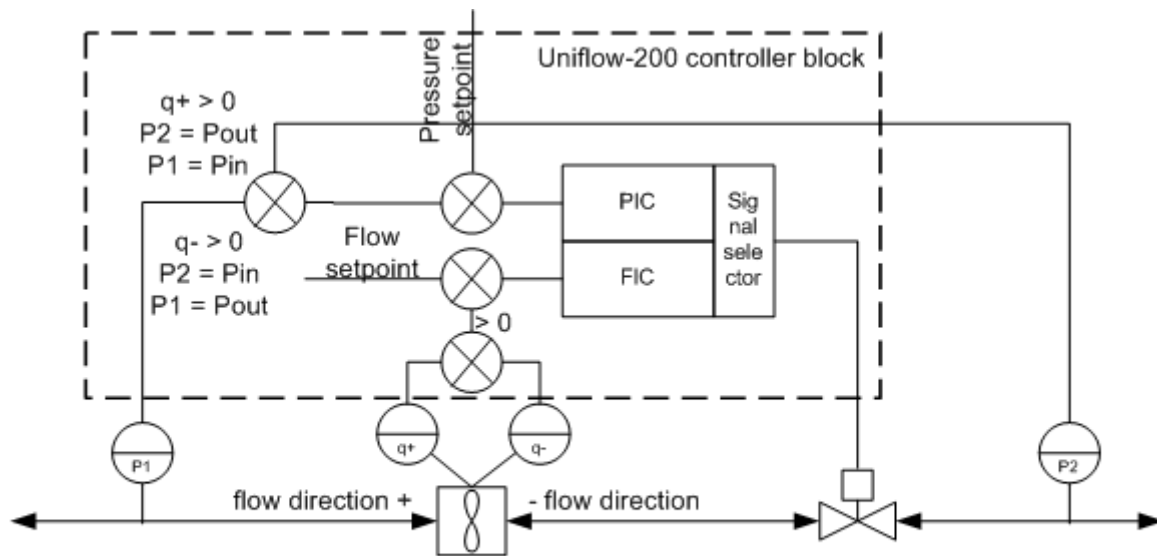 Uniflow-200 controller block
Pressure
setpoint
q+ > 0
P2 = Pout
P1 = Pin
q- > 0
P2 = Pin
P1 = Pout
Flow
setpoint
PIC
FIC
Sig
nal
sele
ctor
> 0
q+
q-
P1
P2
flow direction +
- flow direction